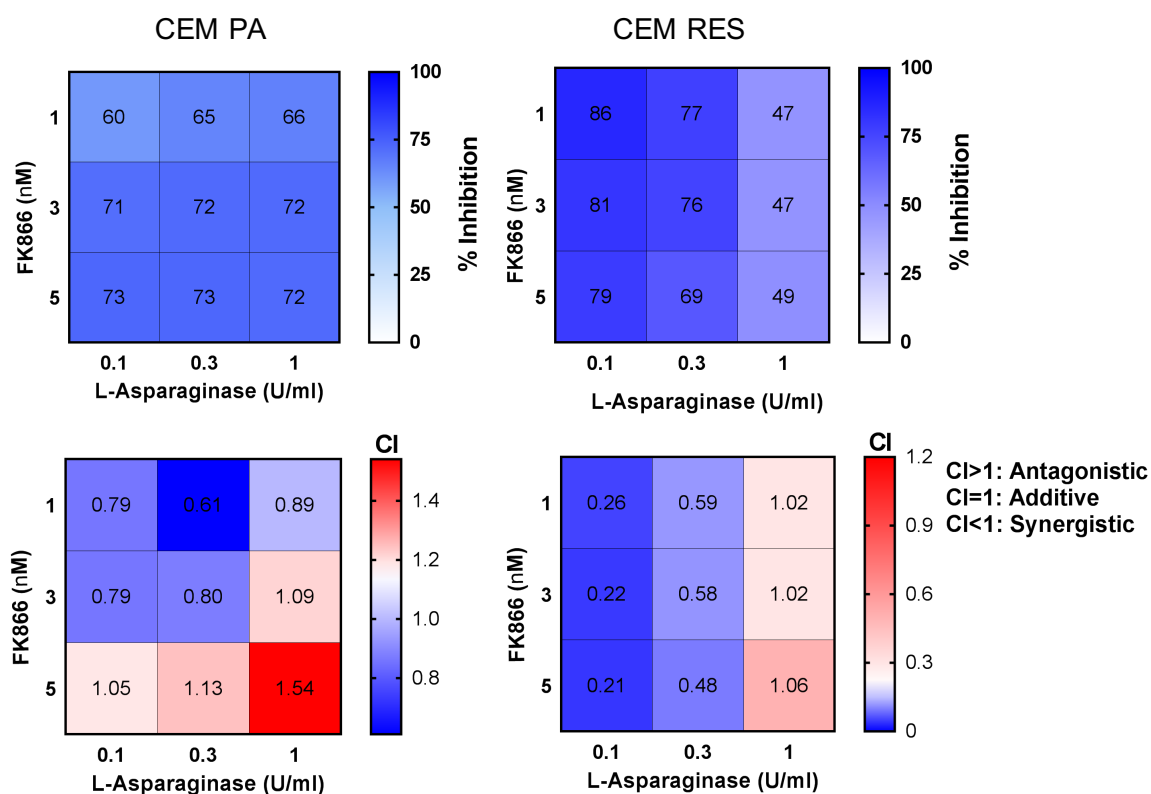 CEM PA
CEM RES
FK866 (nM)
1
60 65 66
3
71 72 72
5
73 73 72
0.1 0.3 1
L-Asparaginase (U/ml)
100
75
50
25
0
% Inhibition
FK866 (nM)
1
86 77 47
3
81 76 47
5
79 69 49
0.1 0.3 1
L-Asparaginase (U/ml)
100
75
50
25
0
% Inhibition
FK866 (nM)
1
0.79 0.61 0.89
3
0.79 0.80 1.09
5
1.05 1.13 1.54
0.1 0.3 1
L-Asparaginase (U/ml)
CI
1.4
1.2
1.0
0.8
FK866 (nM)
1
0.26 0.59 1.02
3
0.22 0.58 1.02
5
0.21 0.48 1.06
0.1 0.3 1
L-Asparaginase (U/ml)
CI
1.2
0.9
0.6
0.3
0
CI>1: Antagonistic
CI=1: Additive
CI<1: Synergistic